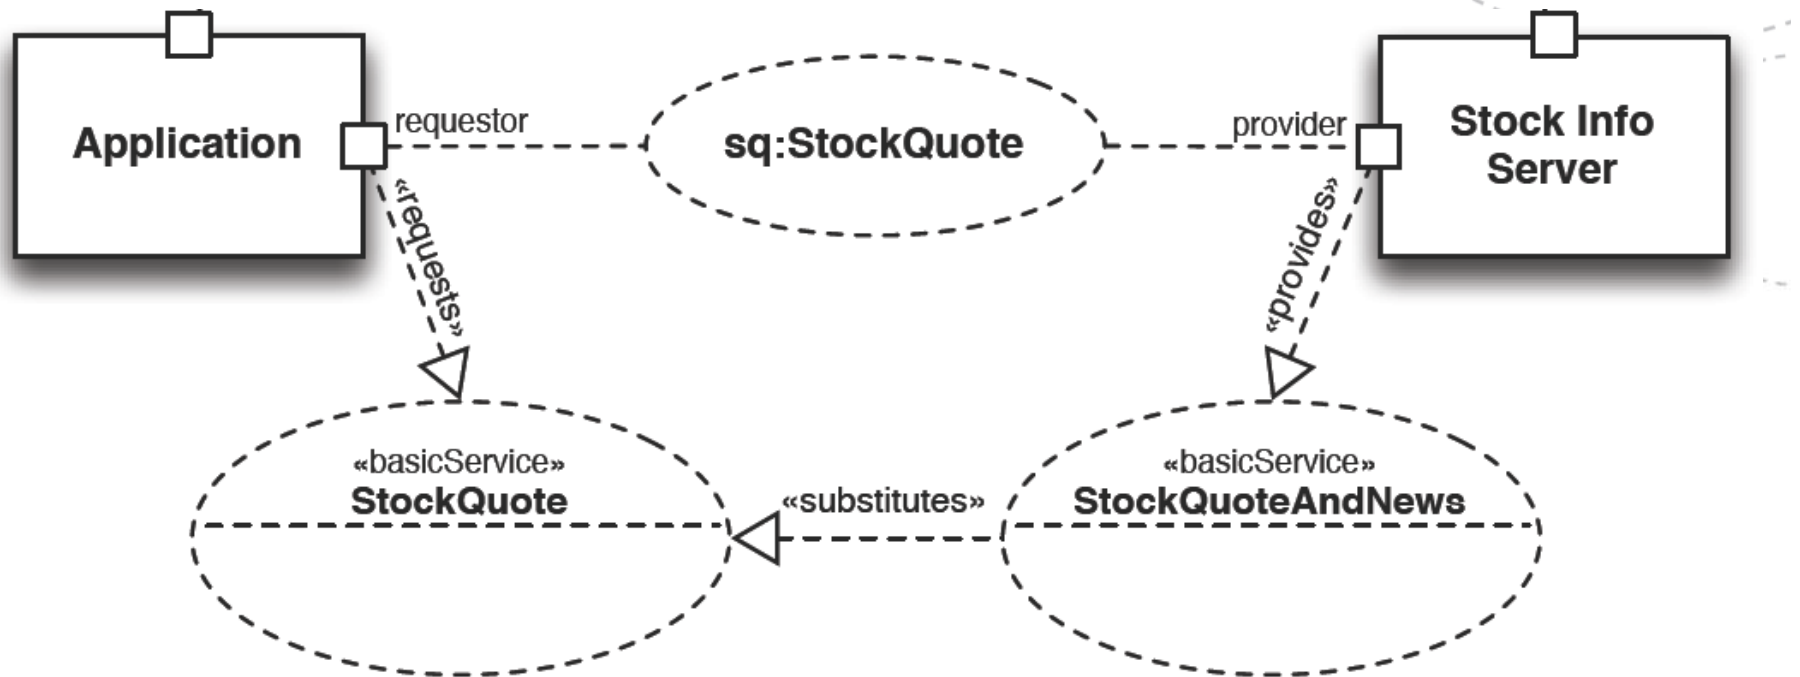 Application
requestor
sq:StockQuote
provider
Stock Info
Server
«requests»
«provides»
«basicService»
StockQuote
«substitutes»
«basicService»
StockQuoteAndNews